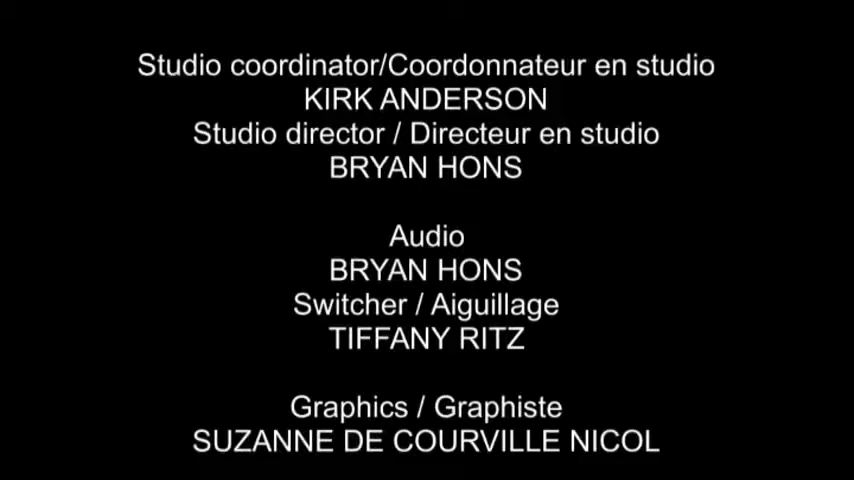 Studio coordinator/Coordonnateur en studio
KIRK ANDERSON
Studio director / Directeur en studio
BRYAN HONS
Audio
BRYAN HONS
Switcher / Aiguillage
TIFFANY RITZ
Graphics / Graphiste
SUZANNE DE COURVILLE NICOL